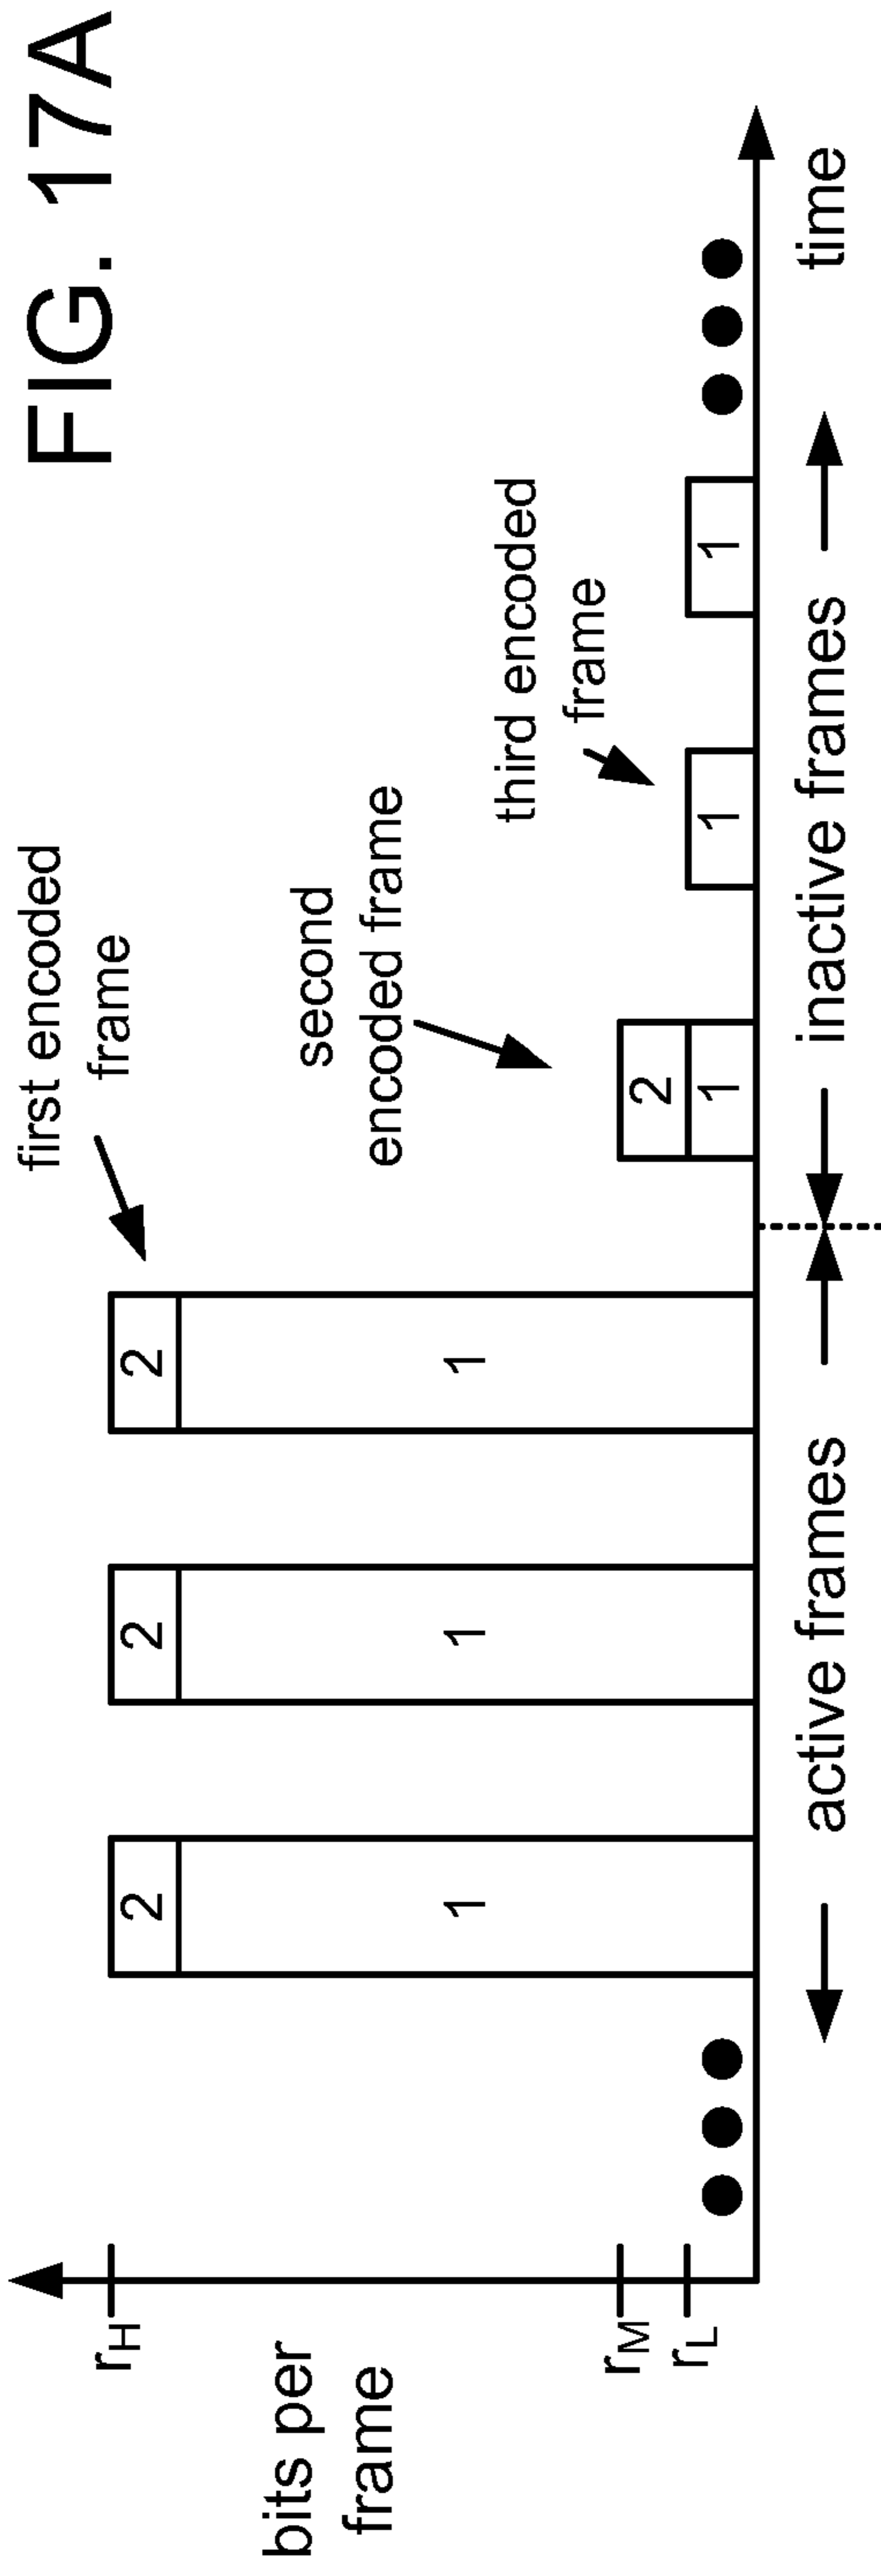 FIG. 17A
first encoded
frame
second
encoded frame
third encoded
frame
bits per
frame
r_H
r_M
r_L
2
2
2
1
1
1
2
1
1
1
active frames
inactive frames
time